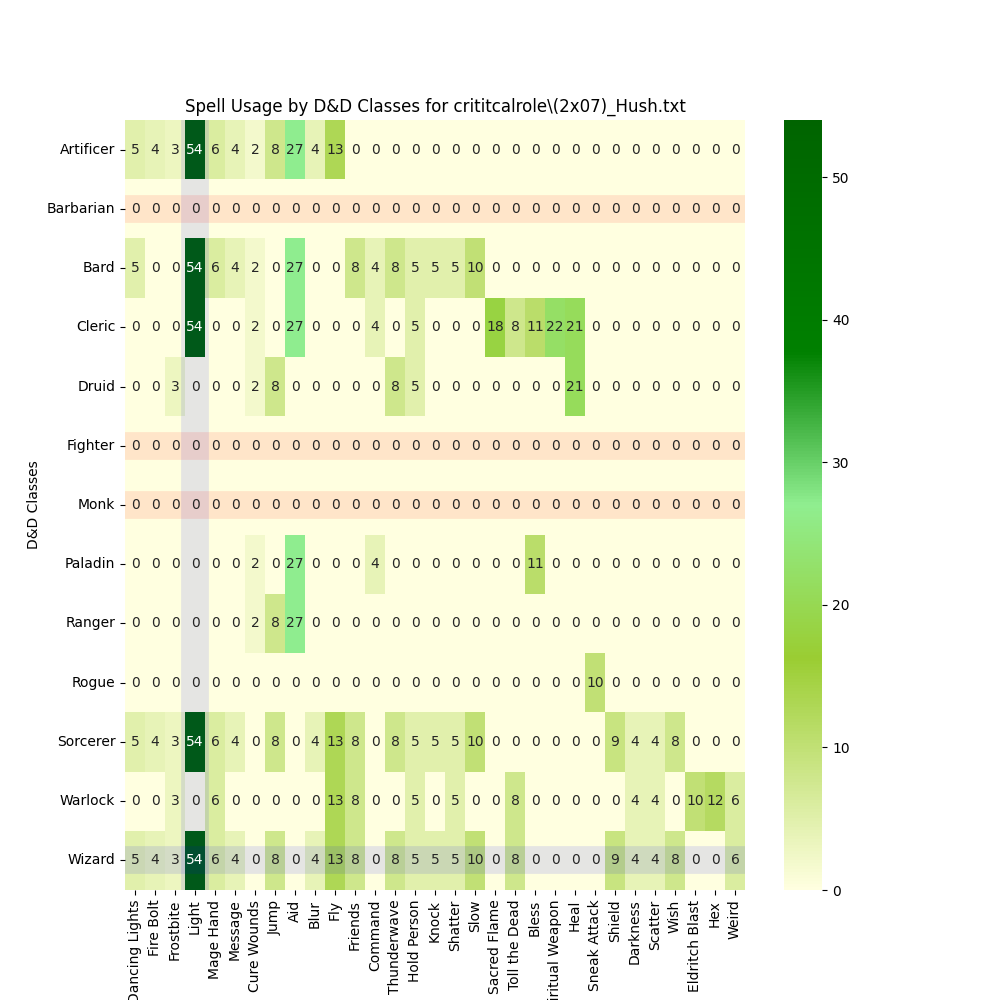 Spell Usage by D&D Classes for crititcalrole\(2x07)_Hush.txt
D&D Classes
Artificer 5 4 3 54 6 4 2 8 27 4 13 0 0 0 0 0 0 0 0 0 0 0 0 0 0 0 0 0 0 0 0
Barbarian 0 0 0 0 0 0 0 0 0 0 0 0 0 0 0 0 0 0 0 0 0 0 0 0 0 0 0 0 0 0 0
Bard 5 0 0 54 6 4 2 0 27 0 0 8 4 8 5 5 5 10 0 0 0 0 0 0 0 0 0 0 0 0 0
Cleric 0 0 0 54 0 0 2 0 27 0 0 0 4 0 5 0 0 0 18 8 11 22 21 0 0 0 0 0 0 0 0
Druid 0 0 3 0 0 0 2 8 0 0 0 0 0 8 5 0 0 0 0 0 0 0 21 0 0 0 0 0 0 0 0
Fighter 0 0 0 0 0 0 0 0 0 0 0 0 0 0 0 0 0 0 0 0 0 0 0 0 0 0 0 0 0 0 0
Monk 0 0 0 0 0 0 0 0 0 0 0 0 0 0 0 0 0 0 0 0 0 0 0 0 0 0 0 0 0 0 0
Paladin 0 0 0 0 0 0 2 0 27 0 0 0 4 0 0 0 0 0 0 0 11 0 0 0 0 0 0 0 0 0 0
Ranger 0 0 0 0 0 0 2 8 27 0 0 0 0 0 0 0 0 0 0 0 0 0 0 0 0 0 0 0 0 0 0
Rogue 0 0 0 0 0 0 0 0 0 0 0 0 0 0 0 0 0 0 0 0 0 0 0 10 0 0 0 0 0 0 0
Sorcerer 5 4 3 54 6 4 0 8 0 4 13 8 0 8 5 5 5 10 0 0 0 0 0 0 9 4 4 8 0 0 0
Warlock 0 0 3 0 6 0 0 0 0 0 13 8 0 0 5 0 5 0 0 8 0 0 0 0 0 4 4 0 10 12 6
Wizard 5 4 3 54 6 4 0 8 0 4 13 8 0 8 5 5 5 10 0 8 0 0 0 0 9 4 4 8 0 0 6
Dancing Lights
Fire Bolt
Frostbite
Light
Mage Hand
Message
Cure Wounds
Jump
Aid
Blur
Fly
Friends
Command
Thunderwave
Hold Person
Knock
Shatter
Slow
Sacred Flame
Toll the Dead
Bless
iritual Weapon
Heal
Sneak Attack
Shield
Darkness
Scatter
Wish
Eldritch Blast
Hex
Weird
50
40
30
20
10
0